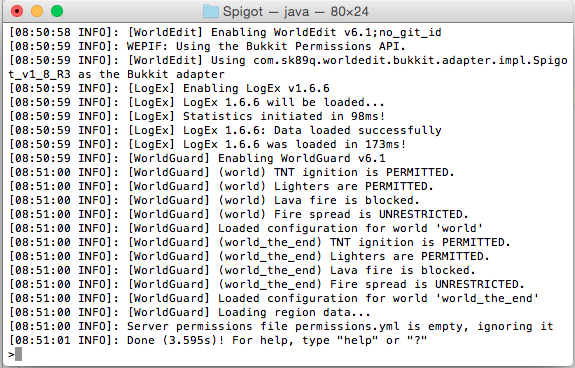 Spigot — java — 80×24
[08:50:58 INFO]: [WorldEdit] Enabling WorldEdit v6.1;no_git_id
[08:50:59 INFO]: WEPIF: Using the Bukkit Permissions API.
[08:50:59 INFO]: [WorldEdit] Using com.sk89q.worldedit.bukkit.adapter.impl.Spigo
t_v1_8_R3 as the Bukkit adapter
[08:50:59 INFO]: [LogEx] Enabling LogEx v1.6.6
[08:50:59 INFO]: [LogEx] LogEx 1.6.6 will be loaded...
[08:50:59 INFO]: [LogEx] Statistics initiated in 98ms!
[08:50:59 INFO]: [LogEx] LogEx 1.6.6: Data loaded successfully
[08:50:59 INFO]: [LogEx] LogEx 1.6.6 was loaded in 173ms!
[08:50:59 INFO]: [WorldGuard] Enabling WorldGuard v6.1
[08:51:00 INFO]: [WorldGuard] (world) TNT ignition is PERMITTED.
[08:51:00 INFO]: [WorldGuard] (world) Lighters are PERMITTED.
[08:51:00 INFO]: [WorldGuard] (world) Lava fire is blocked.
[08:51:00 INFO]: [WorldGuard] (world) Fire spread is UNRESTRICTED.
[08:51:00 INFO]: [WorldGuard] Loaded configuration for world 'world'
[08:51:00 INFO]: [WorldGuard] (world_the_end) TNT ignition is PERMITTED.
[08:51:00 INFO]: [WorldGuard] (world_the_end) Lighters are PERMITTED.
[08:51:00 INFO]: [WorldGuard] (world_the_end) Lava fire is blocked.
[08:51:00 INFO]: [WorldGuard] (world_the_end) Fire spread is UNRESTRICTED.
[08:51:00 INFO]: [WorldGuard] Loaded configuration for world 'world_the_end'
[08:51:00 INFO]: [WorldGuard] Loading region data...
[08:51:00 INFO]: Server permissions file permissions.yml is empty, ignoring it
[08:51:01 INFO]: Done (3.595s)! For help, type "help" or "?"
>